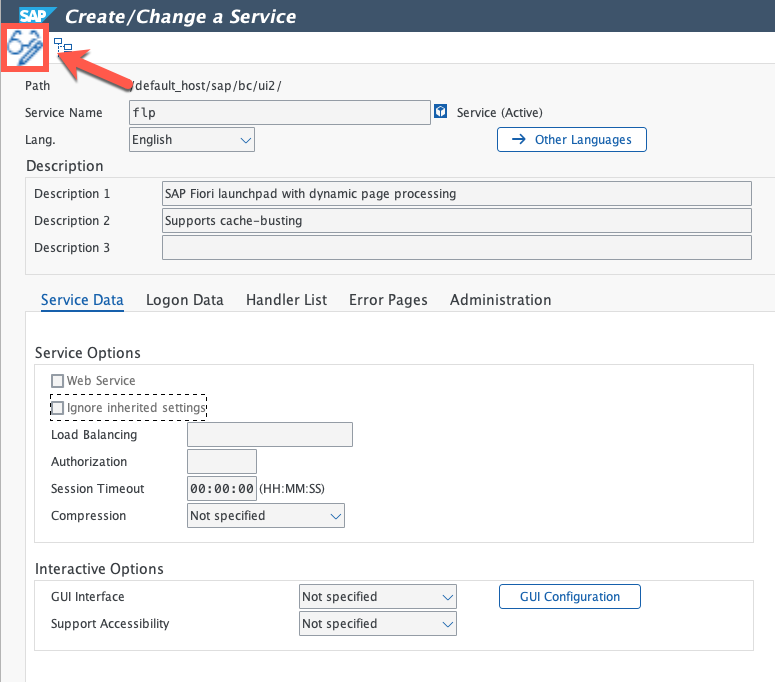 SAP Create/Change a Service
Path /default_host/sap/bc/ui2/
Service Name flp Service (Active)
Lang. English Other Languages
Description
Description 1 SAP Fiori launchpad with dynamic page processing
Description 2 Supports cache-busting
Description 3
Service Data Logon Data Handler List Error Pages Administration
Service Options
Web Service
Ignore inherited settings
Load Balancing
Authorization
Session Timeout 00:00:00 (HH:MM:SS)
Compression Not specified
Interactive Options
GUI Interface Not specified GUI Configuration
Support Accessibility Not specified